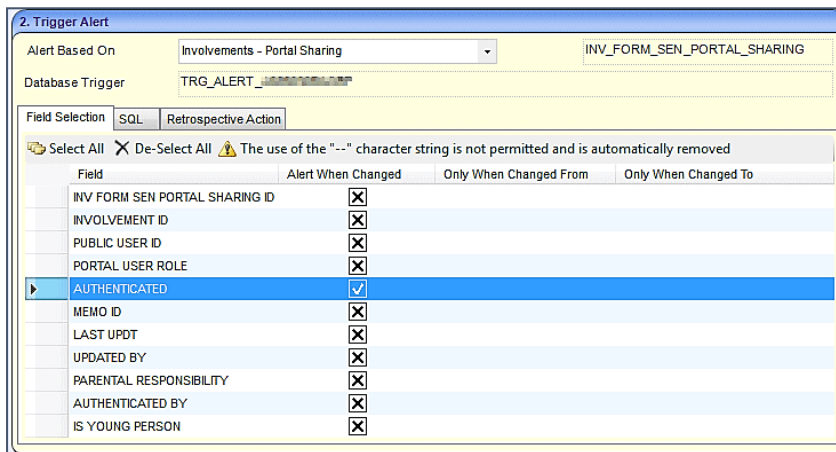 2. Trigger Alert
Alert Based On Involvements - Portal Sharing INV_FORM_SEN_PORTAL_SHARING
Database Trigger TRG_ALERT_
Field Selection SQL Retrospective Action
Select All De-Select All The use of the "--" character string is not permitted and is automatically removed
Field Alert When Changed Only When Changed From Only When Changed To
INV FORM SEN PORTAL SHARING ID
INVOLVEMENT ID
PUBLIC USER ID
PORTAL USER ROLE
AUTHENTICATED
MEMO ID
LAST UPDT
UPDATED BY
PARENTAL RESPONSIBILITY
AUTHENTICATED BY
IS YOUNG PERSON